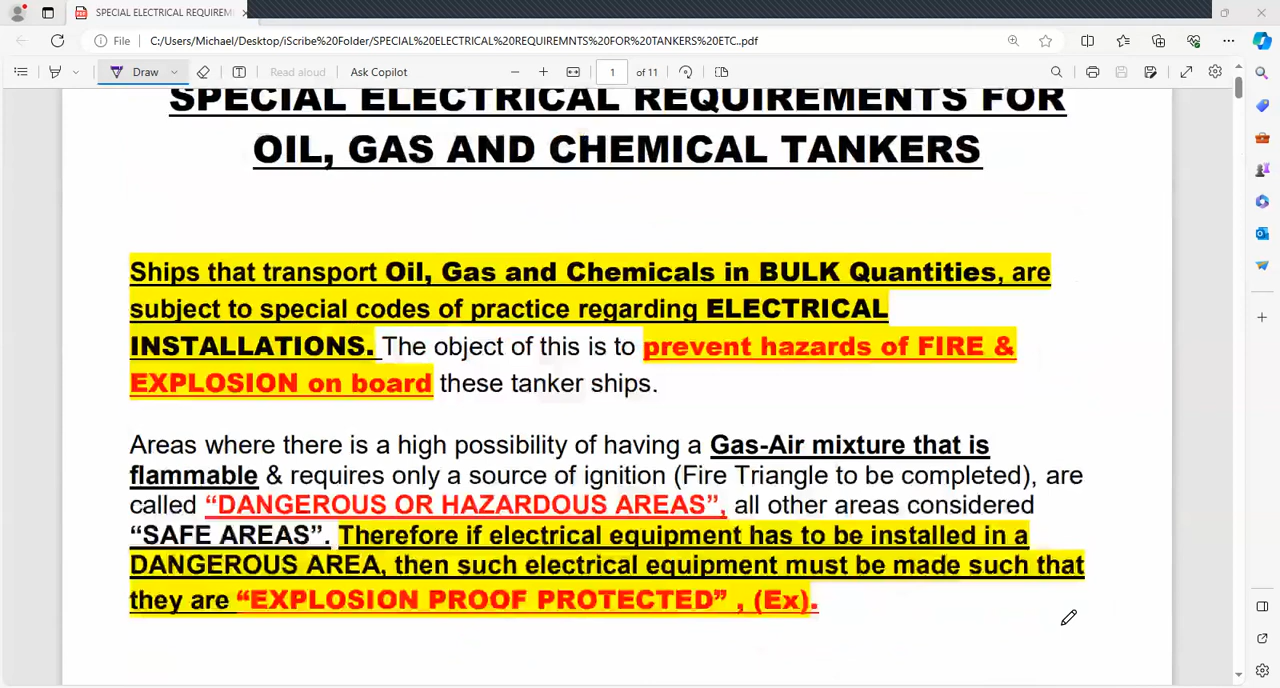 SPECIAL ELECTRICAL REQUIREM
File
C:/Users/Michael/Desktop/iScribe%20Folder/SPECIAL%20ELECTRICAL%20REQUIREMNTS%20FOR%20TANKERS%20ETC..pdf
Draw
Read aloud
Ask Copilot
1 of 11
SPECIAL ELECTRICAL REQUIREMENTS FOR
OIL, GAS AND CHEMICAL TANKERS
Ships that transport Oil, Gas and Chemicals in BULK Quantities, are
subject to special codes of practice regarding ELECTRICAL
INSTALLATIONS. The object of this is to prevent hazards of FIRE &
EXPLOSION on board these tanker ships.
Areas where there is a high possibility of having a Gas-Air mixture that is
flammable & requires only a source of ignition (Fire Triangle to be completed), are
called “DANGEROUS OR HAZARDOUS AREAS”, all other areas considered
“SAFE AREAS”. Therefore if electrical equipment has to be installed in a
DANGEROUS AREA, then such electrical equipment must be made such that
they are “EXPLOSION PROOF PROTECTED” , (Ex).